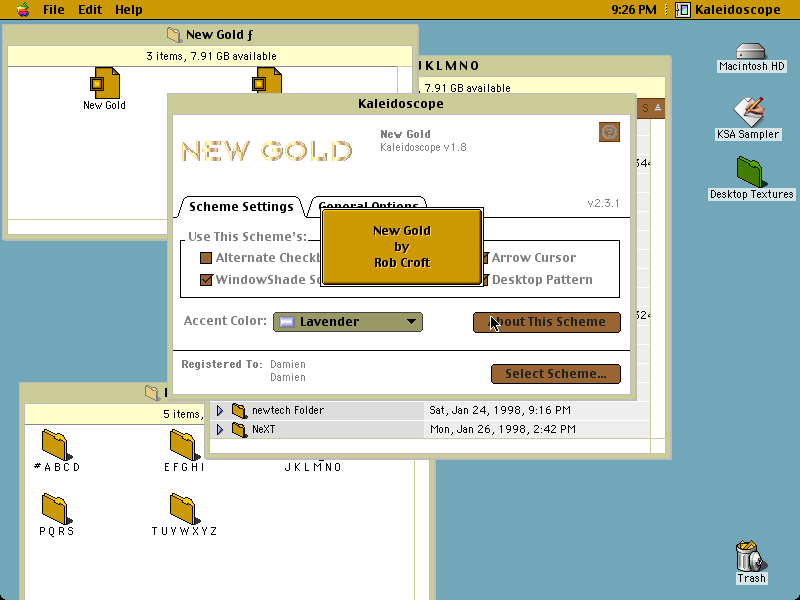 File Edit Help
9:26 PM
Kaleidoscope
New Gold ƒ
3 items, 7.91 GB available
New Gold
JKLMNO
7.91 GB available
S
Macintosh HD
KSA Sampler
Desktop Textures
Kaleidoscope
NEW GOLD
New Gold
Kaleidoscope v1.8
v2.3.1
Scheme Settings
General Options
Use This Scheme's:
Alternate Checkb
Arrow Cursor
WindowShade So
Desktop Pattern
New Gold
by
Rob Croft
Accent Color:
Lavender
About This Scheme
Registered To: Damien
Damien
Select Scheme...
newtech Folder
Sat, Jan 24, 1998, 9:16 PM
NeXT
Mon, Jan 26, 1998, 2:42 PM
5 items,
#ABCD
EFGHI
JKLMNO
PQRS
TUVWXYZ
Trash